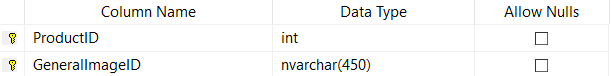 Column Name Data Type Allow Nulls
ProductID int
GeneralImageID nvarchar(450)